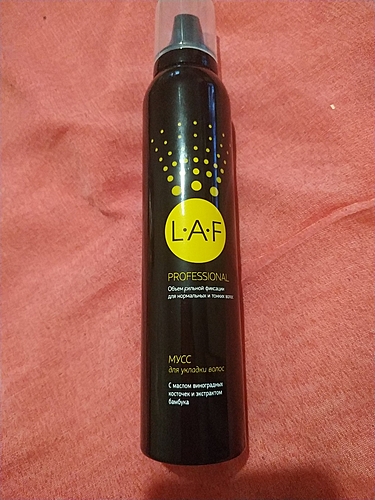 L·A·F
PROFESSIONAL
Объем сильной фиксации
для нормальных и тонких волос
МУСС
для укладки волос
С маслом виноградных
косточек и экстрактом
бамбука